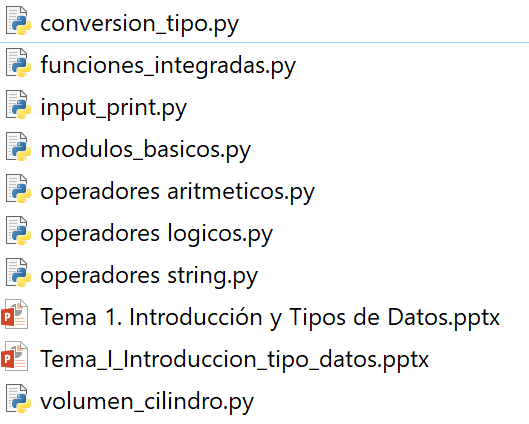 conversion_tipo.py
funciones_integradas.py
input_print.py
modulos_basicos.py
operadores aritmeticos.py
operadores logicos.py
operadores string.py
Tema 1. Introducción y Tipos de Datos.pptx
Tema_I_Introduccion_tipo_datos.pptx
volumen_cilindro.py